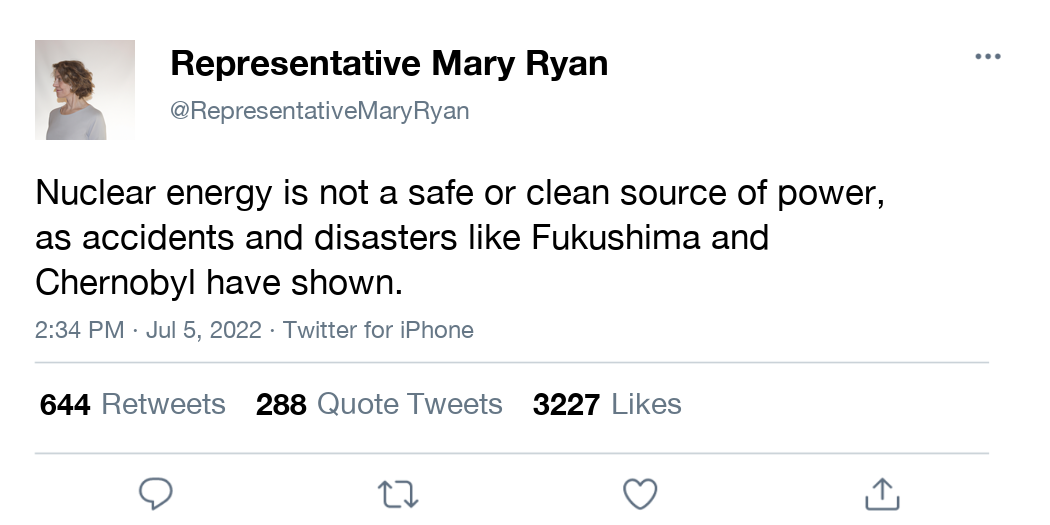 Representative Mary Ryan
@RepresentativeMaryRyan
Nuclear energy is not a safe or clean source of power,
as accidents and disasters like Fukushima and
Chernobyl have shown.
2:34 PM · Jul 5, 2022 · Twitter for iPhone
644 Retweets 288 Quote Tweets 3227 Likes